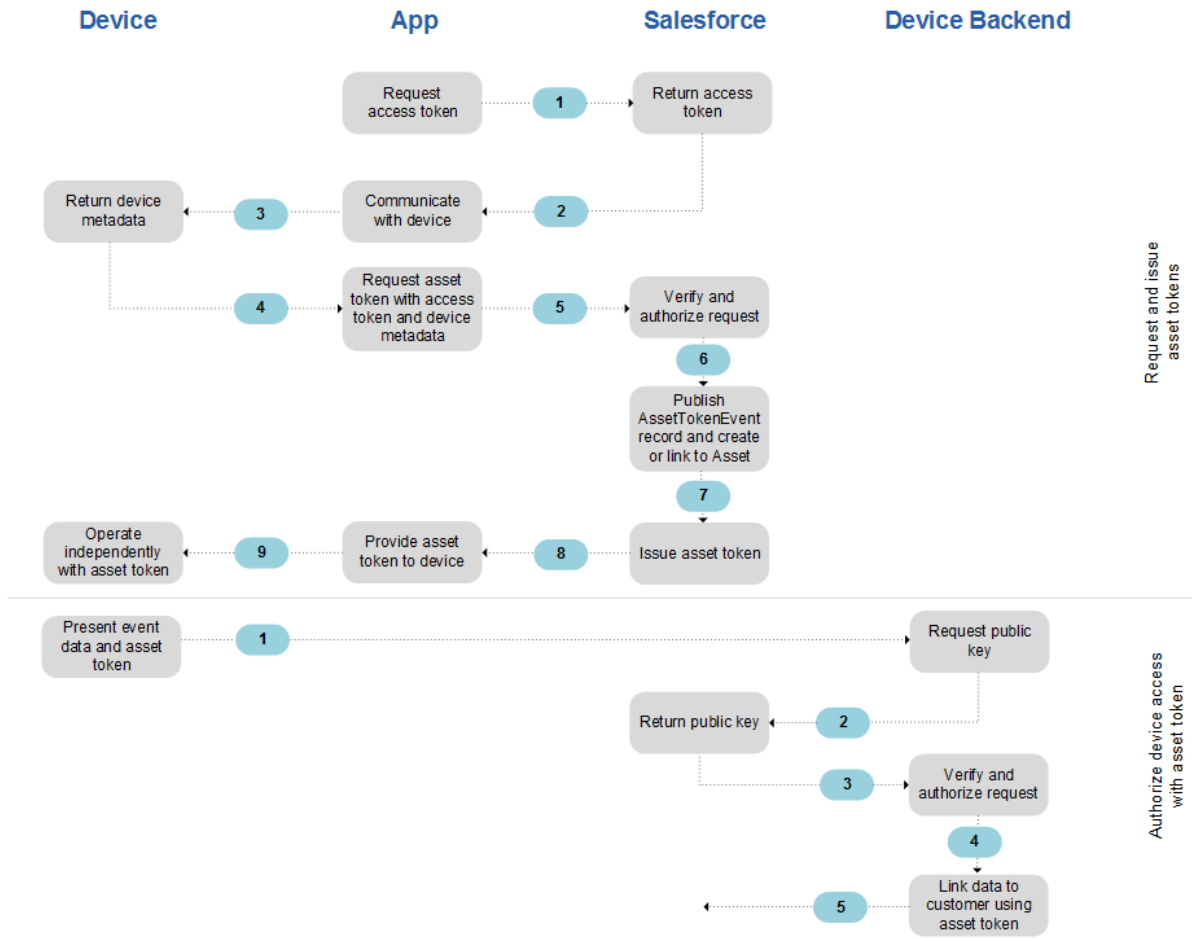 Device
App
Salesforce
Device Backend
Request
access token
1
Return access
token
Return device
metadata
3
Communicate
with device
2
4
Request asset
token with access
token and device
metadata
5
Verify and
authorize request
6
Publish
AssetTokenEvent
record and create
or link to Asset
7
Operate
independently
with asset token
9
Provide asset
token to device
8
Issue asset token
Request and issue
asset tokens
Present event
data and asset
token
1
Request public
key
Return public key
2
3
Verify and
authorize request
4
5
Link data to
customer using
asset token
Authorize device access
with asset token